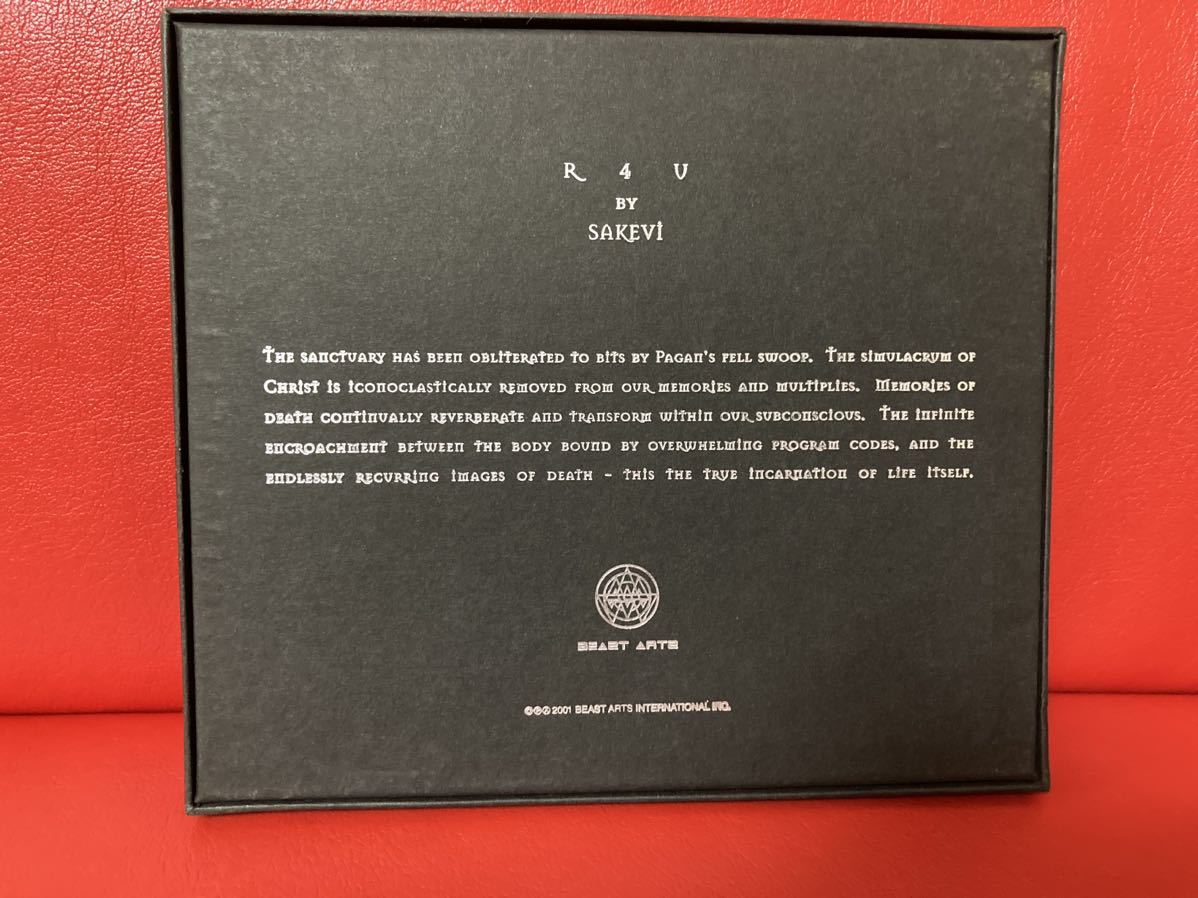 R 4 U
BY
SAKEVI
THE SANCTUARY HAS BEEN OBLITERATED TO BITS BY PAGAN'S FELL SWOOP. THE SIMULACRUM OF
CHRIST IS ICONOCLASTICALLY REMOVED FROM OUR MEMORIES AND MULTIPLIES. MEMORIES OF
DEATH CONTINUALLY REVERBERATE AND TRANSFORM WITHIN OUR SUBCONSCIOUS. THE INFINITE
ENCROACHMENT BETWEEN THE BODY BOUND BY OVERWHELMING PROGRAM CODES, AND THE
ENDLESSLY RECURRING IMAGES OF DEATH - THIS THE TRUE INCARNATION OF LIFE ITSELF.
BEAST ARTS
2001 BEAST ARTS INTERNATIONAL INC.